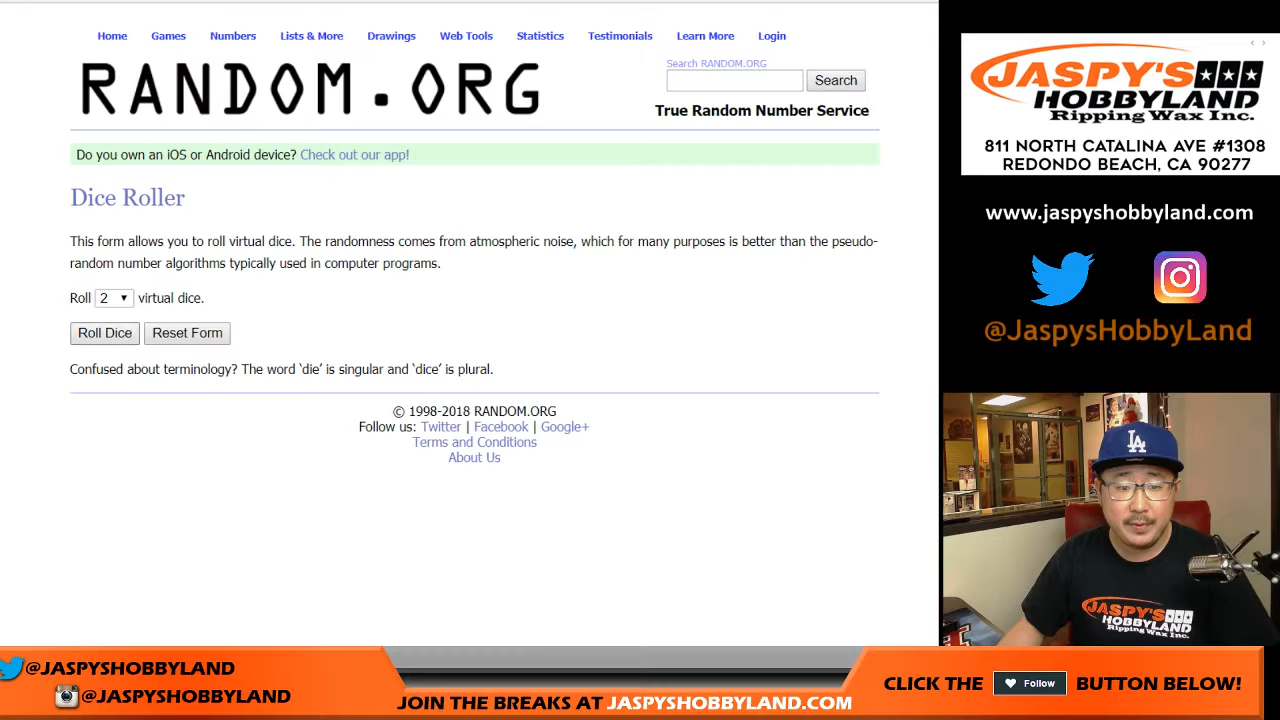 Home Games Numbers Lists & More Drawings Web Tools Statistics Testimonials Learn More Login
RANDOM.ORG
Search RANDOM.ORG
Search
True Random Number Service
Do you own an iOS or Android device? Check out our app!
Dice Roller
This form allows you to roll virtual dice. The randomness comes from atmospheric noise, which for many purposes is better than the pseudo-
random number algorithms typically used in computer programs.
Roll 2 virtual dice.
Roll Dice Reset Form
Confused about terminology? The word ‘die’ is singular and ‘dice’ is plural.
© 1998-2018 RANDOM.ORG
Follow us: Twitter | Facebook | Google+
Terms and Conditions
About Us
JASPY'S
HOBBYLAND
Ripping Wax Inc.
811 NORTH CATALINA AVE #1308
REDONDO BEACH, CA 90277
www.jaspyshobbyland.com
@JaspysHobbyLand
LA
JASPY'S
HOBBYLAND
Ripping Wax Inc.
@JASPYSHOBBYLAND
@JASPYSHOBBYLAND
JOIN THE BREAKS AT JASPYSHOBBYLAND.COM
CLICK THE Follow BUTTON BELOW!